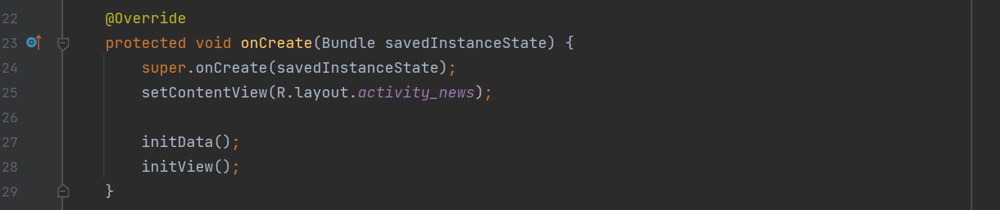 22 @Override
23 protected void onCreate(Bundle savedInstanceState) {
24 super.onCreate(savedInstanceState);
25 setContentView(R.layout.activity_news);
26
27 initData();
28 initView();
29 }